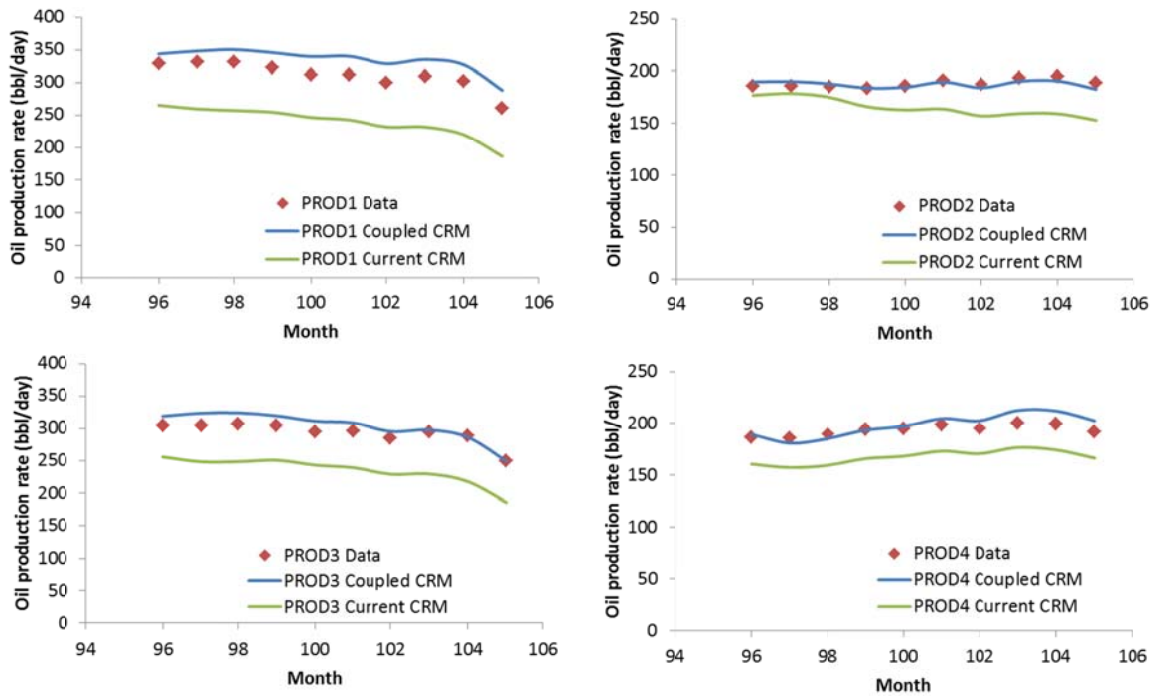 400
350
300
250
200
150
100
50
0
Oil production rate (bbl/day)
PROD1 Data
PROD1 Coupled CRM
PROD1 Current CRM
94 96 98 100 102 104 106
Month
250
200
150
100
50
0
Oil production rate (bbl/day)
PROD2 Data
PROD2 Coupled CRM
PROD2 Current CRM
94 96 98 100 102 104 106
Month
400
350
300
250
200
150
100
50
0
Oil production rate (bbl/day)
PROD3 Data
PROD3 Coupled CRM
PROD3 Current CRM
94 96 98 100 102 104 106
Month
250
200
150
100
50
0
Oil production rate (bbl/day)
PROD4 Data
PROD4 Coupled CRM
PROD4 Current CRM
94 96 98 100 102 104 106
Month